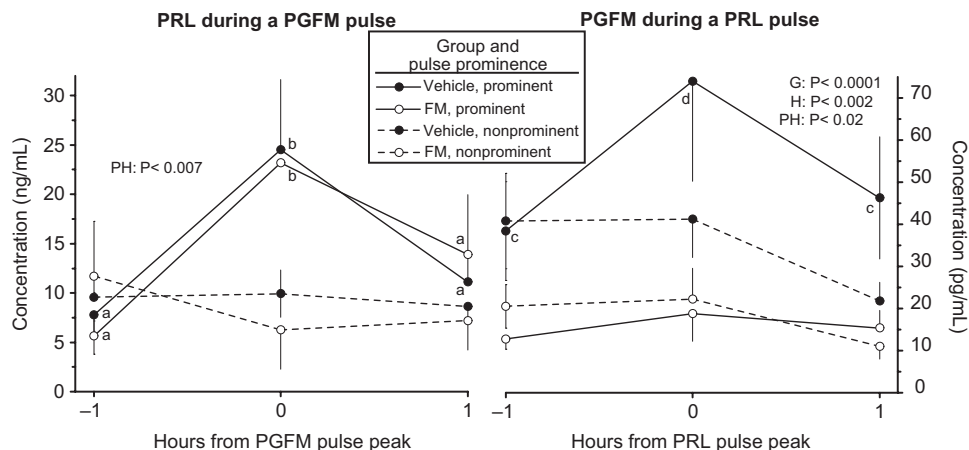 PRL during a PGFM pulse
PGFM during a PRL pulse
Group and
pulse prominence
Vehicle, prominent
FM, prominent
Vehicle, nonprominent
FM, nonprominent
Concentration (ng/mL)
30
25
20
15
10
5
0
PH: P< 0.007
a
a
b
b
a
a
–1
0
1
Hours from PGFM pulse peak
G: P< 0.0001
H: P< 0.002
PH: P< 0.02
c
d
c
70
60
50
40
30
20
10
0
Concentration (pg/mL)
–1
0
1
Hours from PRL pulse peak